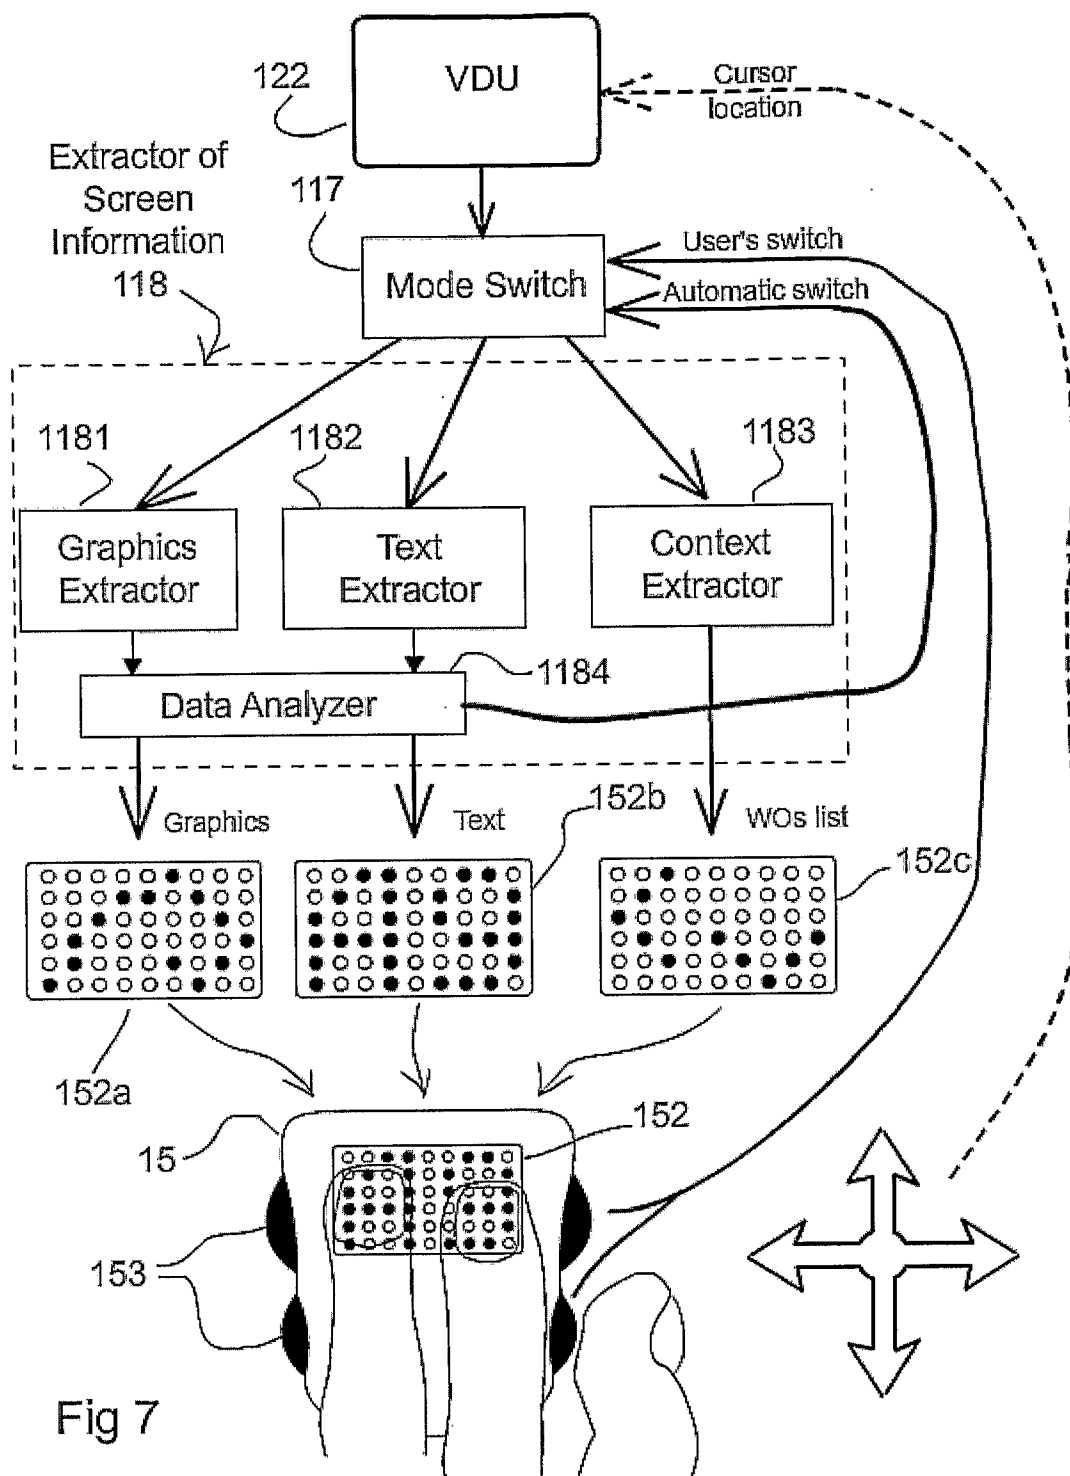 VDU
122
Cursor
location
Extractor of
Screen
Information
118
117
Mode Switch
User's switch
Automatic switch
1181
1182
1183
Graphics
Extractor
Text
Extractor
Context
Extractor
1184
Data Analyzer
Graphics
Text
152b
WOs list
152c
152a
15
152
153
Fig 7